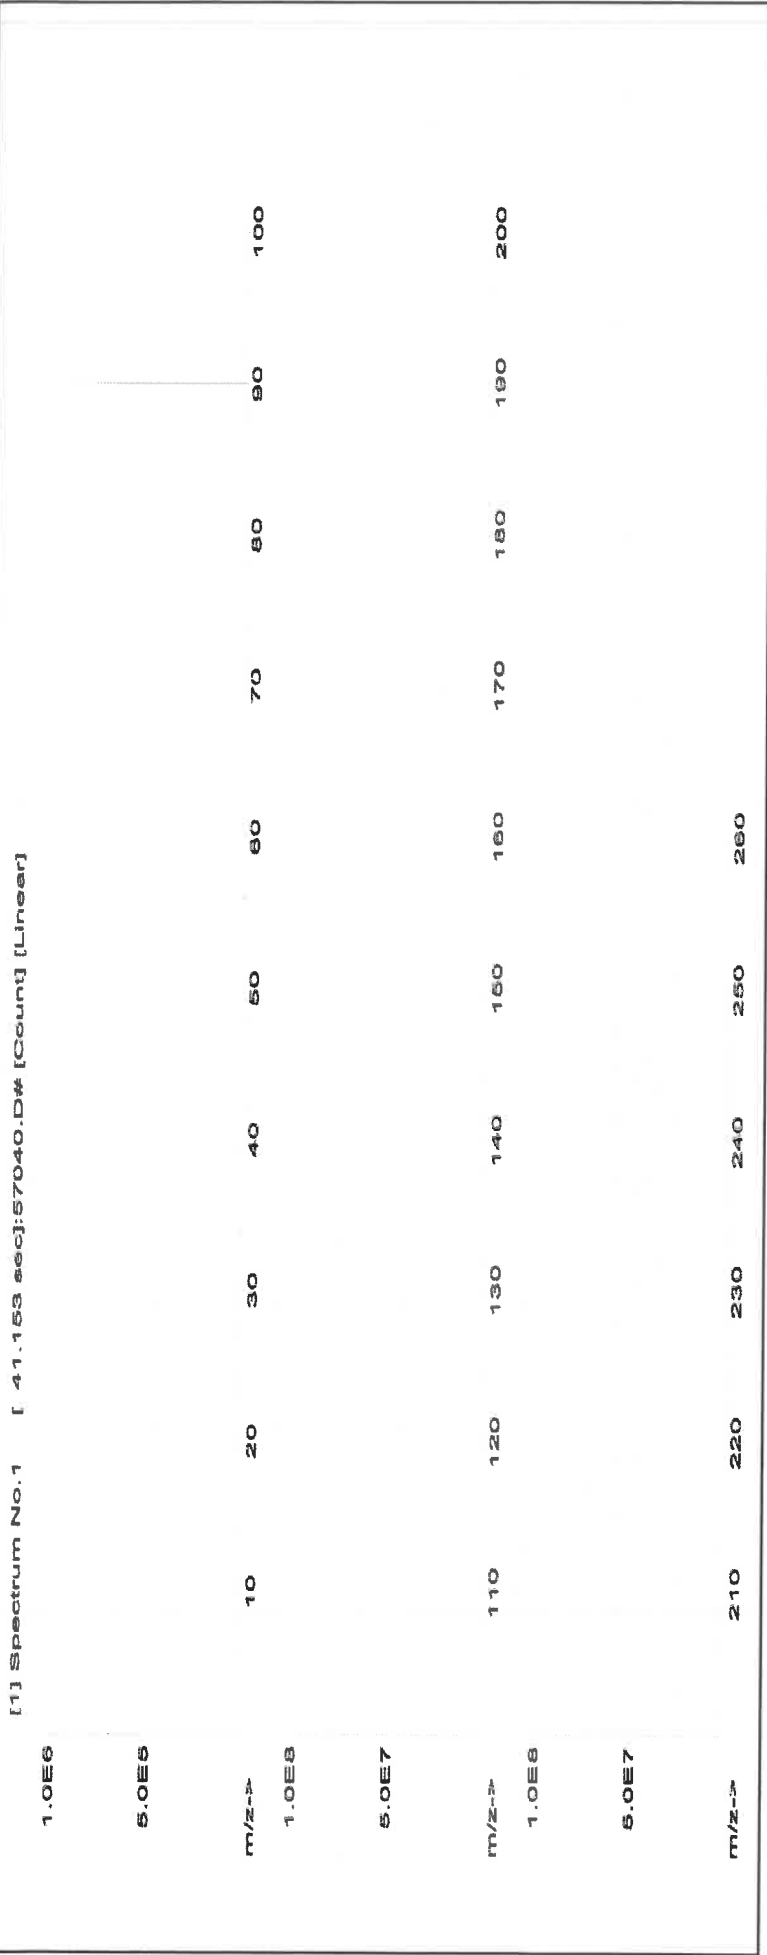 [1] Spectrum No.1 [ 41.153 sec]:57040.D# [Count] [Linear]
1.0E6
5.0E5
m/z-> 10 20 30 40 50 60 70 80 90 100
1.0E8
5.0E7
m/z-> 110 120 130 140 150 160 170 180 190 200
1.0E8
5.0E7
m/z-> 210 220 230 240 250 260